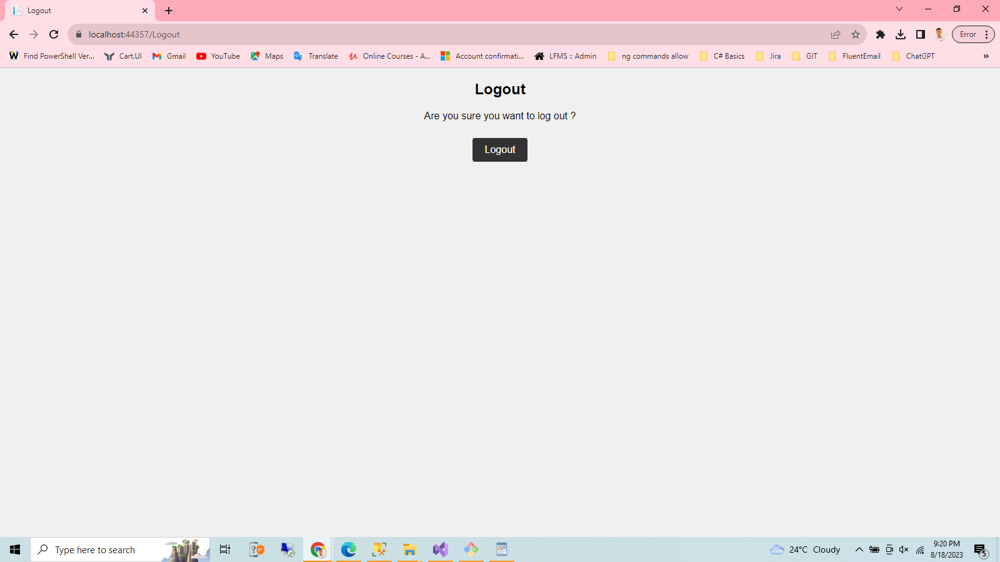 Logout
localhost:44357/Logout
Error
Find PowerShell Ver...
Cart.UI
Gmail
YouTube
Maps
Translate
Online Courses - A...
Account confirmati...
LFMS :: Admin
ng commands allow
C# Basics
Jira
GIT
FluentEmail
ChatGPT
Logout
Are you sure you want to log out ?
Logout
Type here to search
24°C Cloudy
9:20 PM
8/18/2023
5